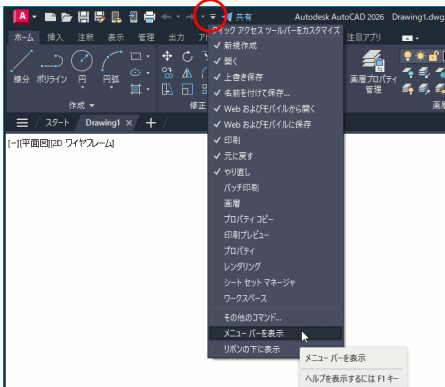 共有
Autodesk AutoCAD 2026 Drawing1.dwg
ホーム 挿入 注釈 表示 管理 出力 注目アプリ
線分 ポリライン 円 円弧
画層プロパティ管理
作成 修正
スタート Drawing1
[-][平面図][2D ワイヤフレーム]
クイック アクセス ツールバーをカスタマイズ
新規作成
開く
上書き保存
名前を付けて保存...
Web およびモバイルから開く
Web およびモバイルに保存
印刷
元に戻す
やり直し
バッチ印刷
画層
プロパティ コピー
印刷プレビュー
プロパティ
レンダリング
シート セット マネージャ
ワークスペース
その他のコマンド...
メニュー バーを表示
リボンの下に表示
メニュー バーを表示
ヘルプを表示するには F1 キー